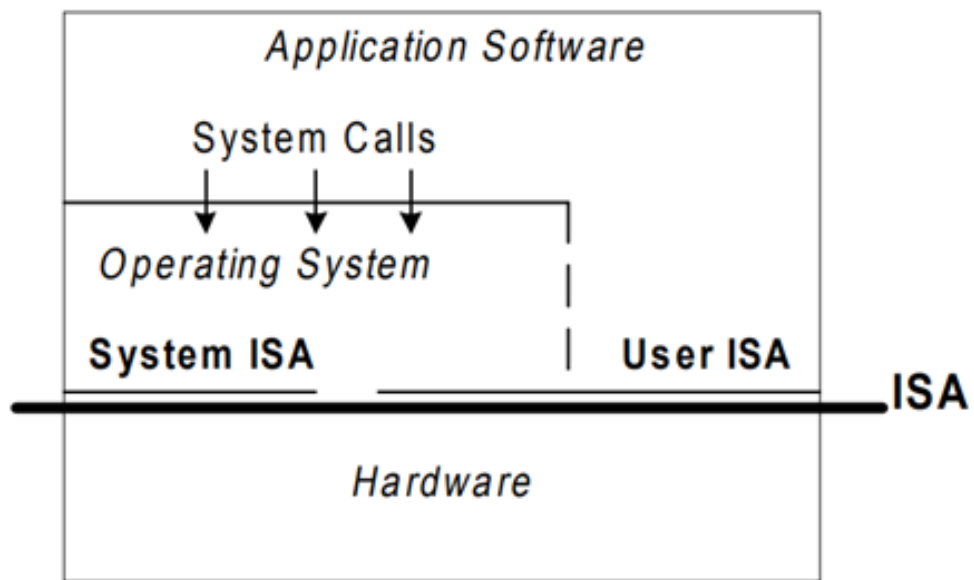 Application Software
System Calls
Operating System
System ISA
User ISA
ISA
Hardware